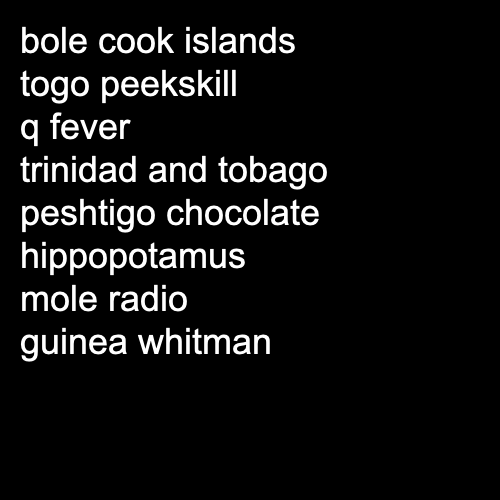 bole cook islands
togo peekskill
q fever
trinidad and tobago
peshtigo chocolate
hippopotamus
mole radio
guinea whitman